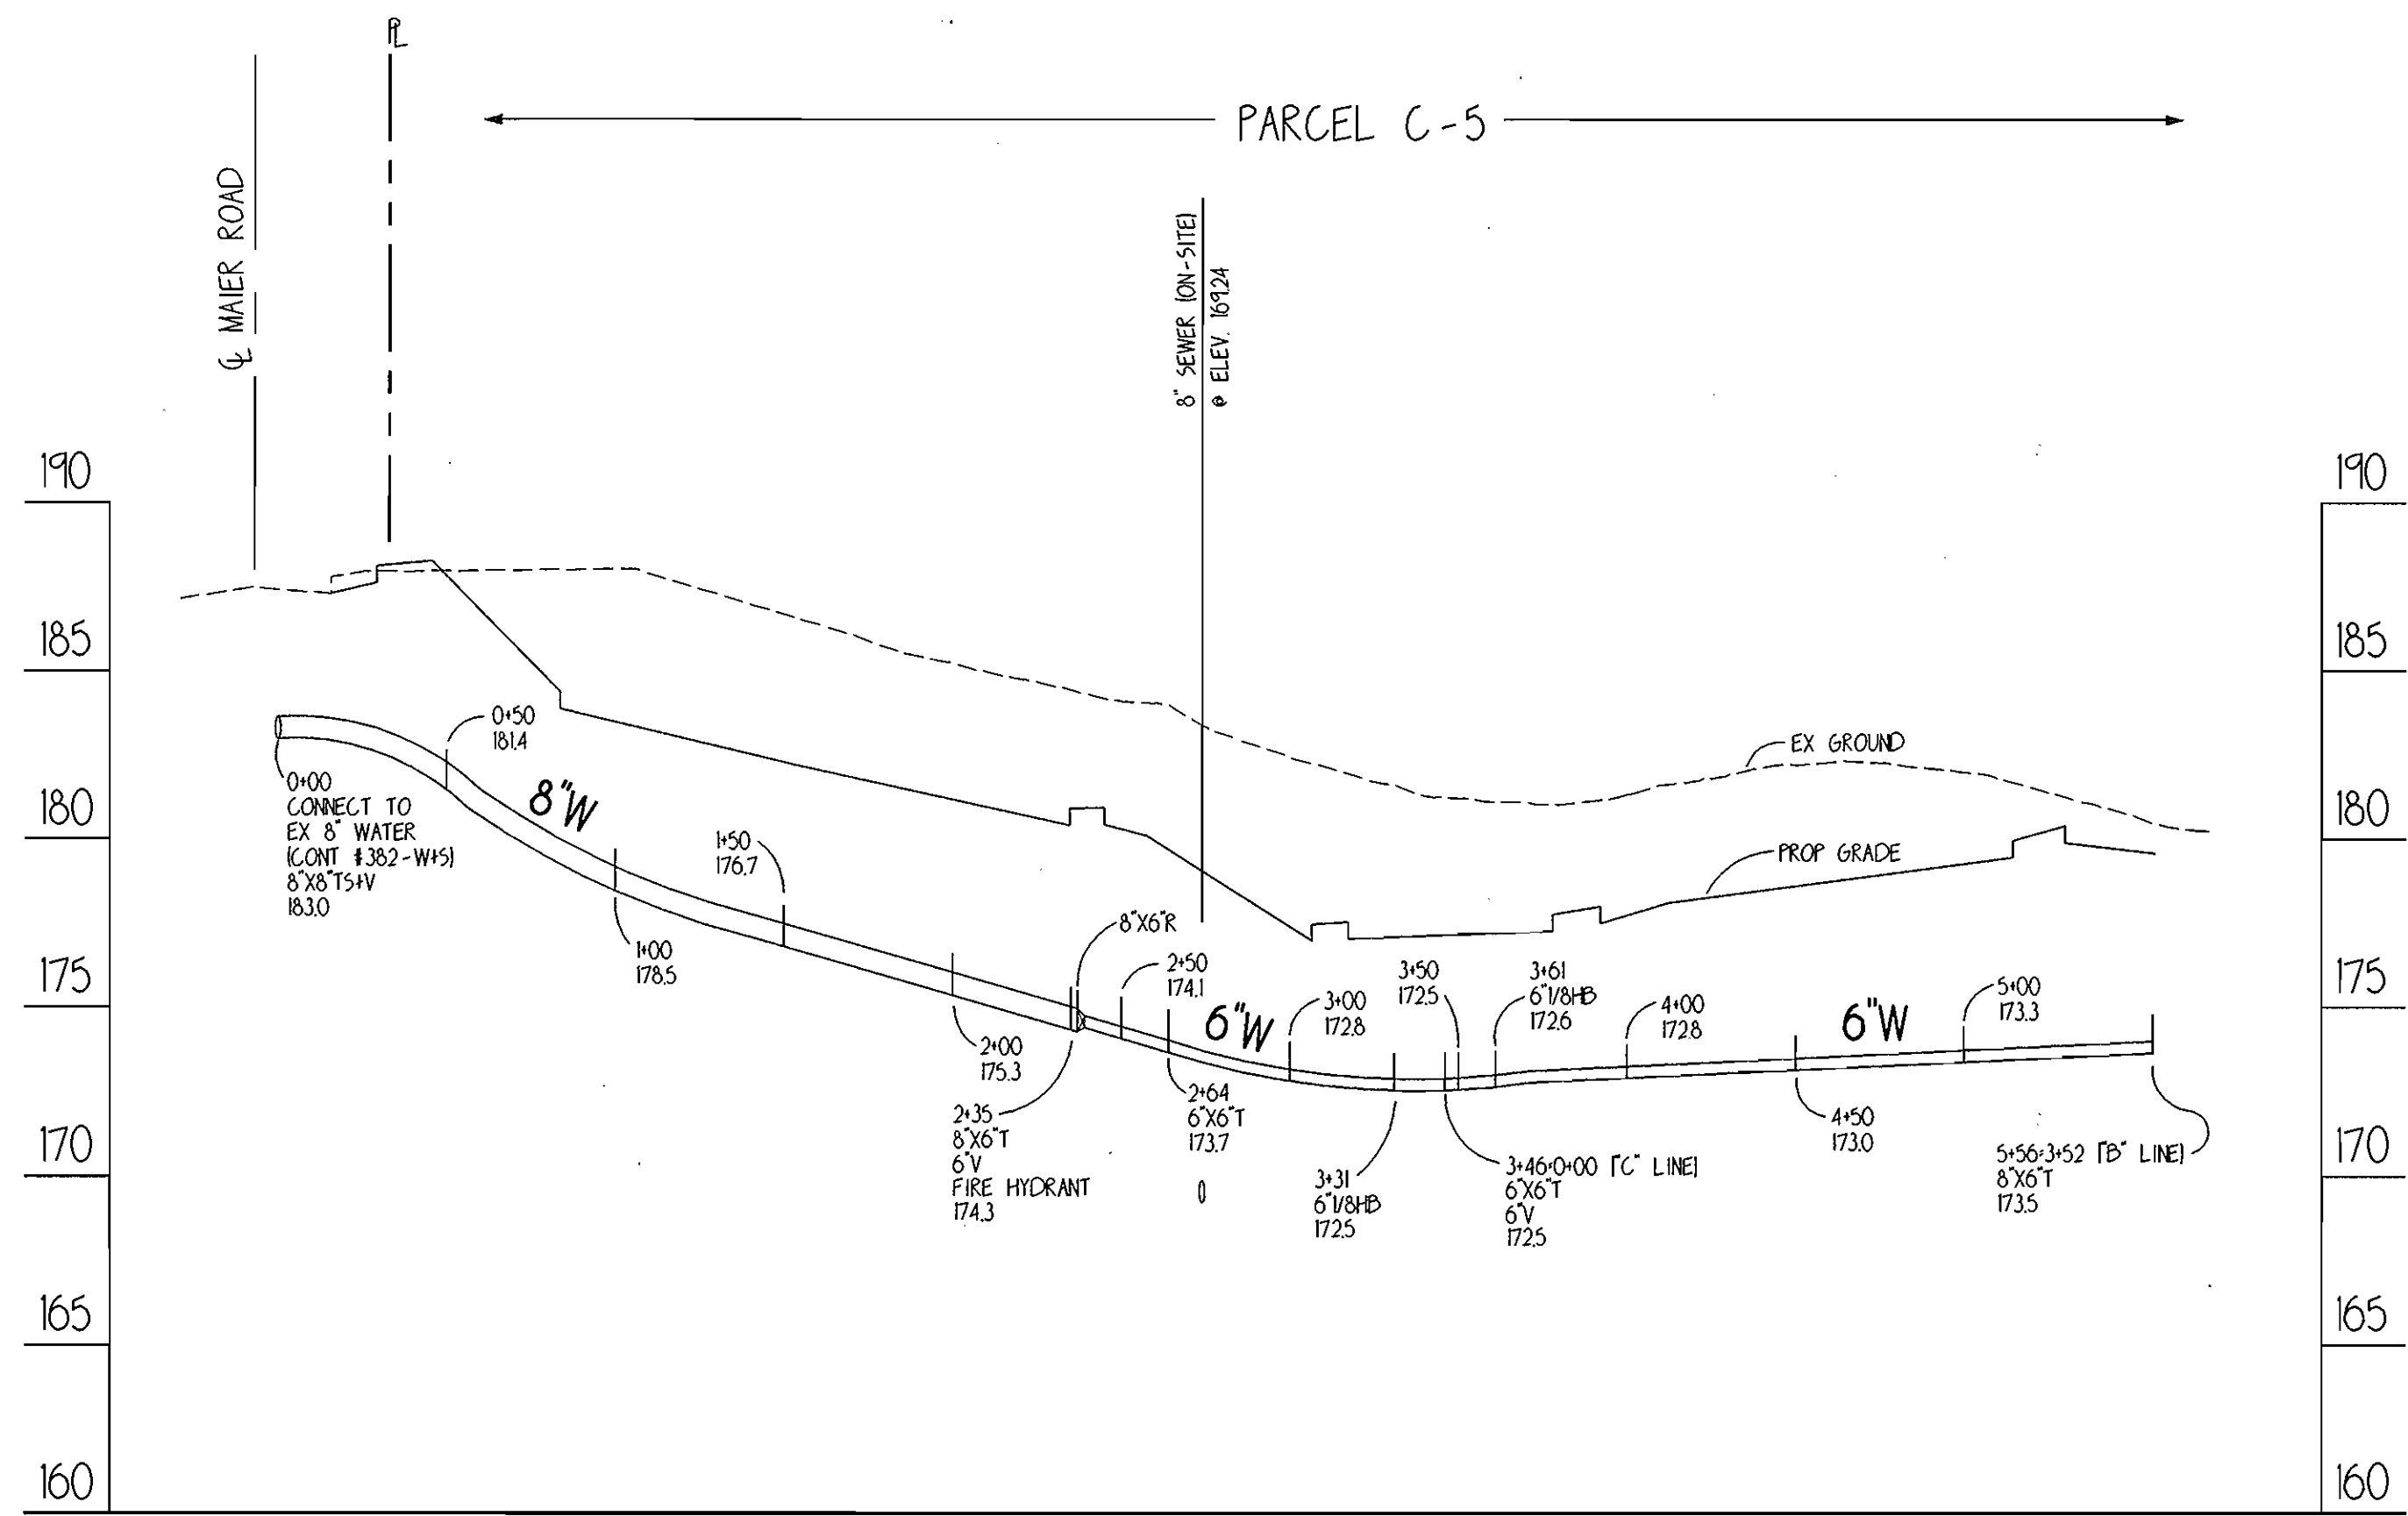 PL
PARCEL C-5
CL MAIER ROAD
8" SEWER (ON-SITE)
@ ELEV. 169.24
190
190
185
185
180
180
175
175
170
170
165
165
160
160
0+00
CONNECT TO
EX 8" WATER
(CONT #382-W+S)
8"X8"TS+V
183.0
0+50
181.4
8"W
1+00
178.5
1+50
176.7
2+00
175.3
8"X6"R
2+35
8"X6"T
6"V
FIRE HYDRANT
174.3
2+50
174.1
2+64
6"X6"T
173.7
6"W
3+00
172.8
3+31
6"1/8HB
172.5
3+50
172.5
3+46=0+00 ["C" LINE]
6"X6"T
6"V
172.5
3+61
6"1/8HB
172.6
4+00
172.8
4+50
173.0
6"W
5+00
173.3
5+56=3+52 ["B" LINE]
8"X6"T
173.5
EX GROUND
PROP GRADE